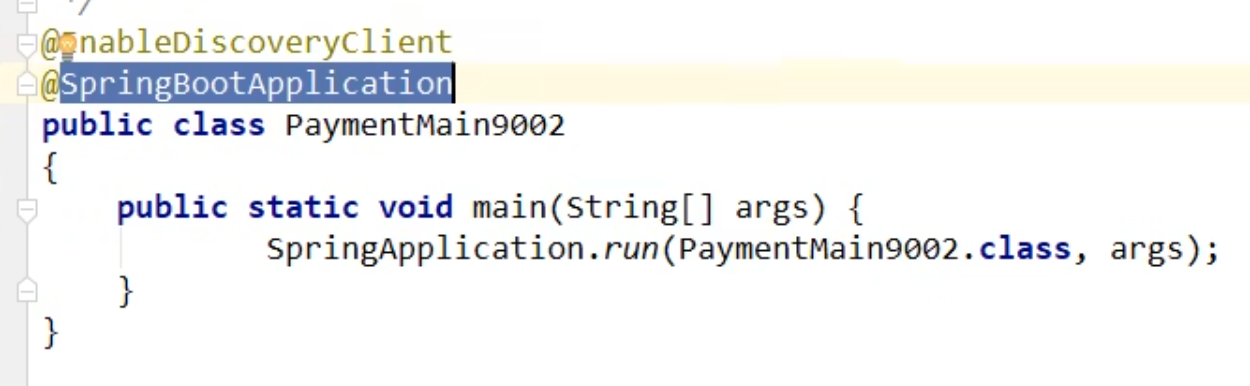 */
@EnableDiscoveryClient
@SpringBootApplication
public class PaymentMain9002
{
    public static void main(String[] args) {
            SpringApplication.run(PaymentMain9002.class, args);
    }
}